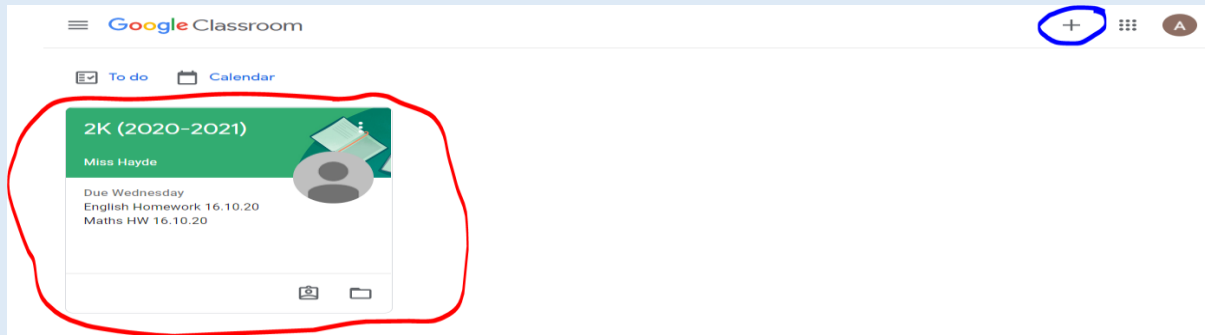 Google Classroom
A
To do Calendar
2K (2020-2021)
Miss Hayde
Due Wednesday
English Homework 16.10.20
Maths HW 16.10.20